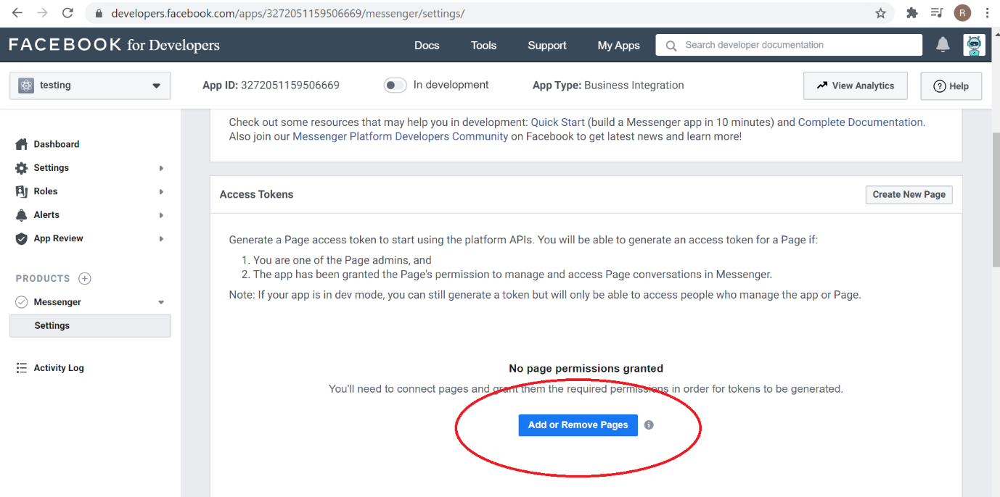 developers.facebook.com/apps/3272051159506669/messenger/settings/
R
FACEBOOK for Developers
Docs
Tools
Support
My Apps
Search developer documentation
testing
App ID: 3272051159506669
In development
App Type: Business Integration
View Analytics
Help
Dashboard
Settings
Roles
Alerts
App Review
PRODUCTS
Messenger
Settings
Activity Log
Check out some resources that may help you in development: Quick Start (build a Messenger app in 10 minutes) and Complete Documentation.
Also join our Messenger Platform Developers Community on Facebook to get latest news and learn more!
Access Tokens
Create New Page
Generate a Page access token to start using the platform APIs. You will be able to generate an access token for a Page if:
1. You are one of the Page admins, and
2. The app has been granted the Page's permission to manage and access Page conversations in Messenger.
Note: If your app is in dev mode, you can still generate a token but will only be able to access people who manage the app or Page.
No page permissions granted
You'll need to connect pages and grant them the required permissions in order for tokens to be generated.
Add or Remove Pages